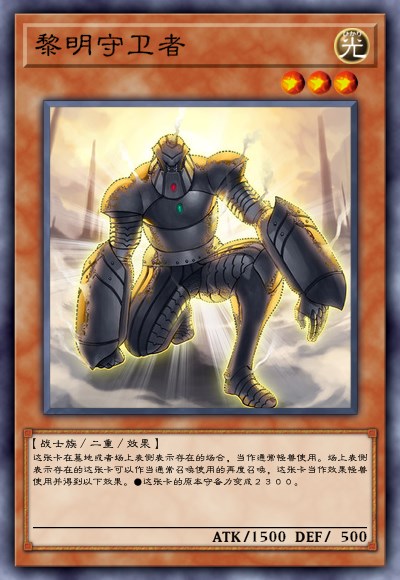 黎明守卫者
光
【战士族/二重/效果】
这张卡在墓地或者场上表侧表示存在的场合，当作通常怪兽使用。场上表侧
表示存在的这张卡可以作当通常召唤使用的再度召唤，这张卡当作效果怪兽
使用并得到以下效果。●这张卡的原本守备力变成２３００。
ATK/1500 DEF/ 500